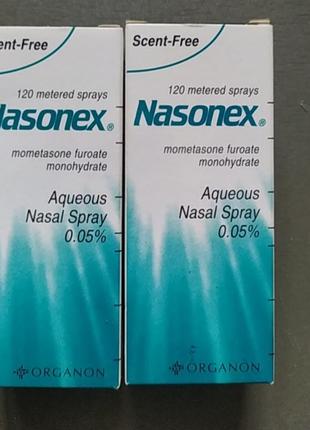 ent-Free
120 metered sprays
Nasonex®
mometasone furoate
monohydrate
Aqueous
Nasal Spray
0.05%
ORGANON
Scent-Free
120 metered sprays
Nasonex®
mometasone furoate
monohydrate
Aqueous
Nasal Spray
0.05%
ORGANON